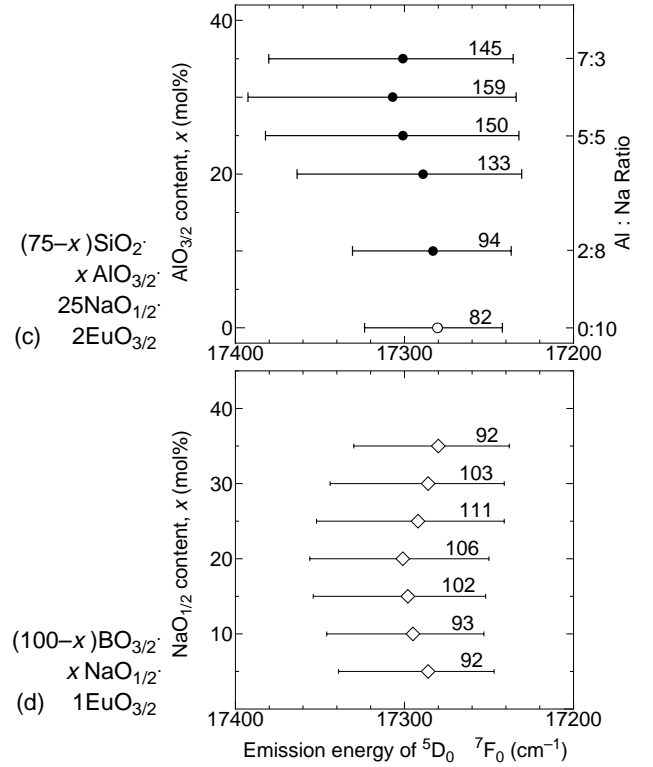 40
145
7:3
159
150
5:5
AlO3/2 content, x (mol%)
Al : Na Ratio
20
133
(75–x )SiO2·
x AlO3/2·
94
2:8
25NaO1/2·
(c) 2EuO3/2
0
82
0:10
17400 17300 17200
40
92
30
103
NaO1/2 content, x (mol%)
111
20
106
102
(100–x )BO3/2·
10
93
x NaO1/2·
92
(d) 1EuO3/2
17400 17300 17200
Emission energy of 5D0 7F0 (cm−1)